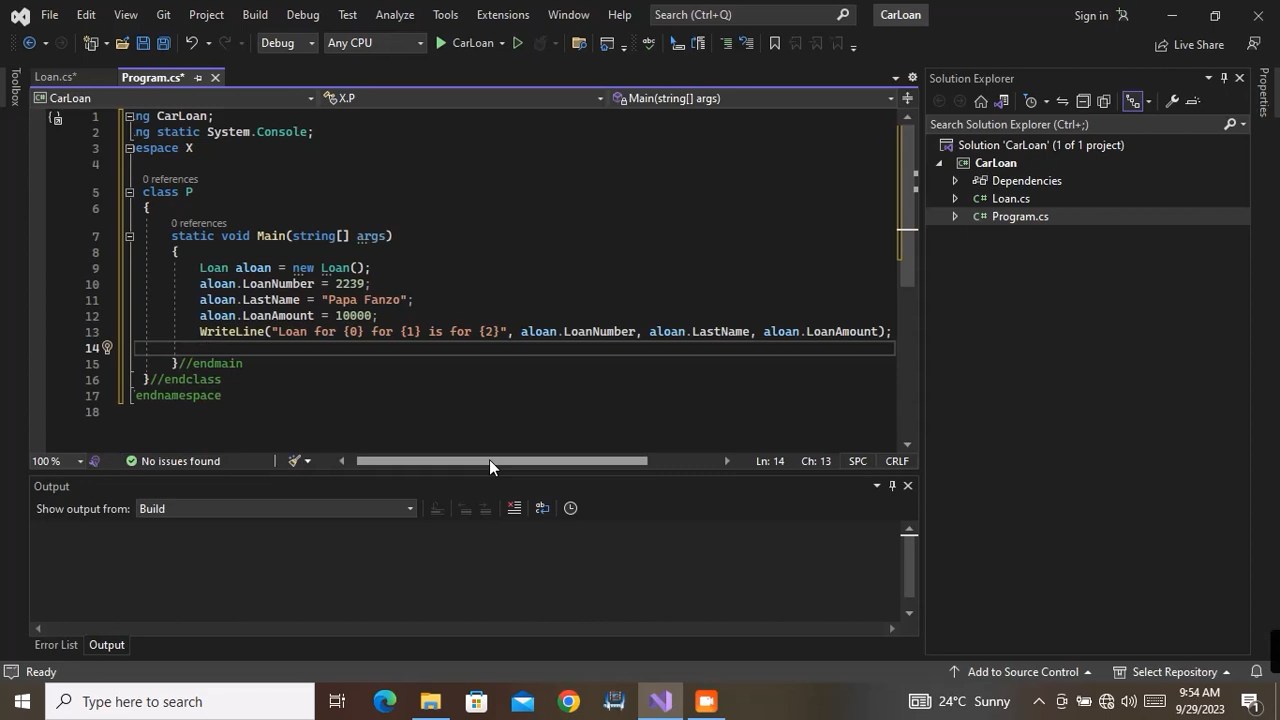 File Edit View Git Project Build Debug Test Analyze Tools Extensions Window Help Search (Ctrl+Q) CarLoan Sign in
Debug Any CPU CarLoan Live Share
Toolbox
Loan.cs* Program.cs*
CarLoan X.P Main(string[] args)
1 ng CarLoan;
2 ng static System.Console;
3 espace X
4
0 references
5 class P
6 {
0 references
7 static void Main(string[] args)
8 {
9 Loan aloan = new Loan();
10 aloan.LoanNumber = 2239;
11 aloan.LastName = "Papa Fanzo";
12 aloan.LoanAmount = 10000;
13 WriteLine("Loan for {0} for {1} is for {2}", aloan.LoanNumber, aloan.LastName, aloan.LoanAmount);
14
15 }//endmain
16 }//endclass
17 endnamespace
18
100 % No issues found Ln: 14 Ch: 13 SPC CRLF
Output
Show output from: Build
Error List Output
Solution Explorer
Search Solution Explorer (Ctrl+;)
Solution 'CarLoan' (1 of 1 project)
CarLoan
Dependencies
Loan.cs
Program.cs
Properties
Ready Add to Source Control Select Repository
Type here to search 24°C Sunny 9:54 AM
9/29/2023 1